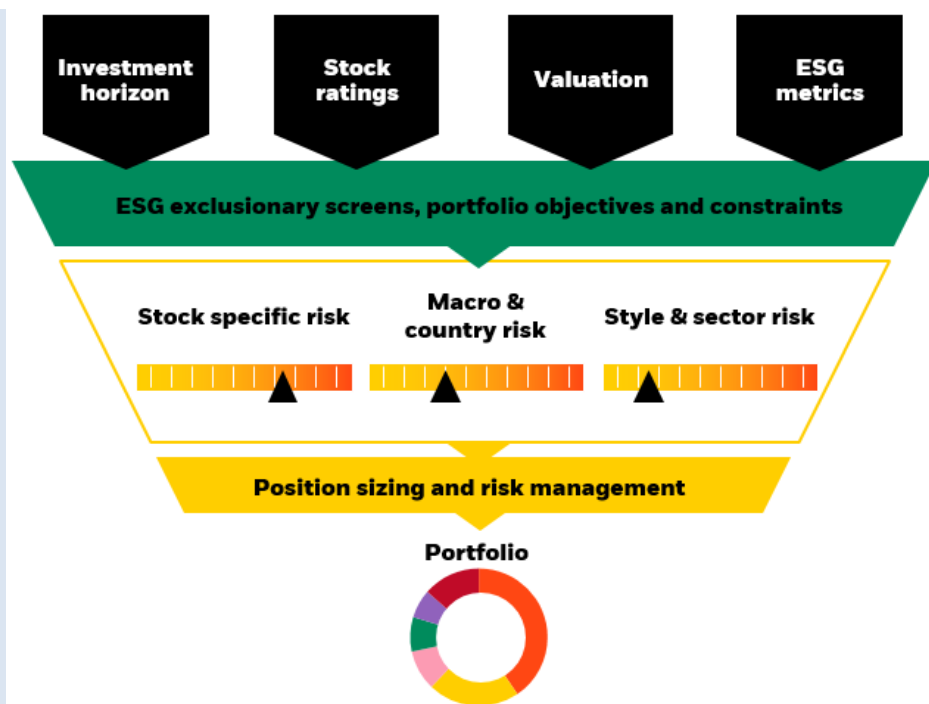 Investment
horizon
Stock
ratings
Valuation
ESG
metrics
ESG exclusionary screens, portfolio objectives and constraints
Stock specific risk
Macro &
country risk
Style & sector risk
Position sizing and risk management
Portfolio